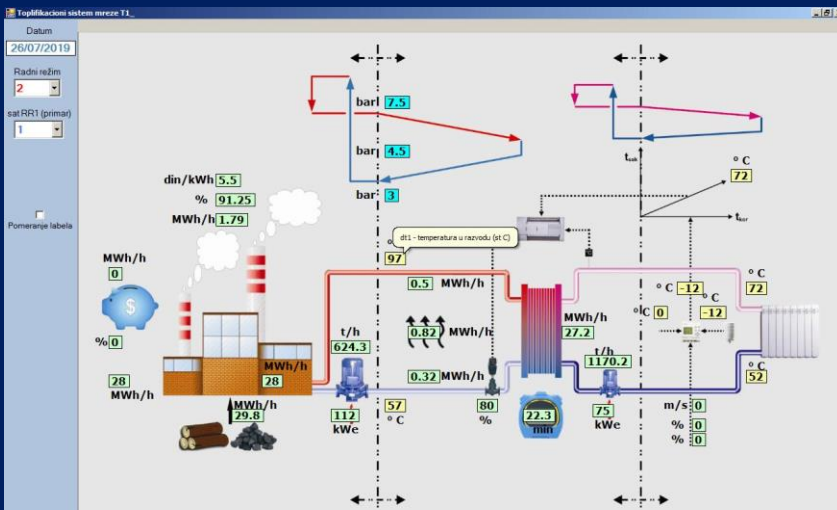 Toplifikacioni sistem mreze T1_
Datum
26/07/2019
Radni režim
2
sat RR1 (primar)
1
Pomeranje labela
bar 7.5
bar 4.5
bar 3
din/kWh 5.5
% 91.25
MWh/h 1.79
° C
72
t_kor
dt1 - temperatura u razvodu (st C)
97
MWh/h
0
$
% 0
28
MWh/h
MWh/h
28
MWh/h
29.8
0.5 MWh/h
0.82 MWh/h
0.32 MWh/h
t/h
624.3
112
kWe
57
° C
80
%
MWh/h
27.2
22.3
min
t/h
1170.2
75
kWe
° C -12
° C 0
° C
-12
° C
72
° C
52
m/s 0
% 0
% 0